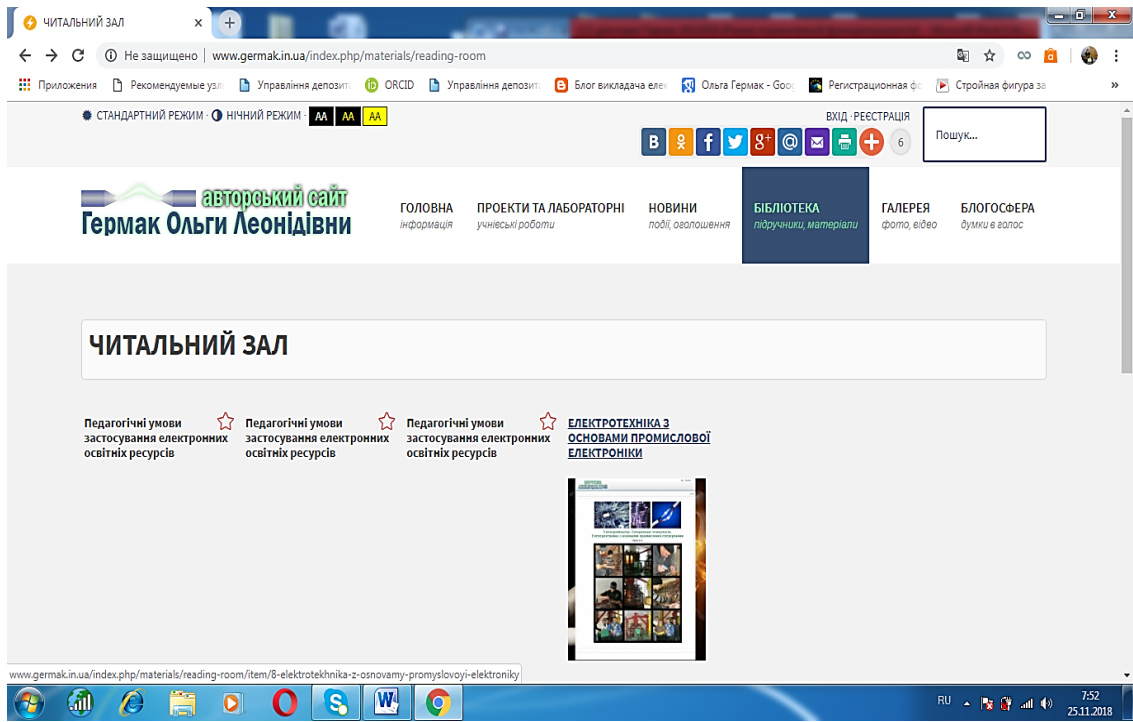 ЧИТАЛЬНИЙ ЗАЛ
Не защищено | www.germak.in.ua/index.php/materials/reading-room
Приложения Рекомендуемые узл Управління депозит ORCID Управління депозит Блог викладача елек Ольга Гермак - Goog Регистрационная фо Стройная фигура за »
СТАНДАРТНИЙ РЕЖИМ · НІЧНИЙ РЕЖИМ · AA AA AA
ВХІД · РЕЄСТРАЦІЯ
6
Пошук...
авторський сайт
Гермак Ольги Леонідівни
ГОЛОВНА
інформація
ПРОЕКТИ ТА ЛАБОРАТОРНІ
учнівські роботи
НОВИНИ
події, оголошення
БІБЛІОТЕКА
підручники, матеріали
ГАЛЕРЕЯ
фото, відео
БЛОГОСФЕРА
думки в голос
ЧИТАЛЬНИЙ ЗАЛ
Педагогічні умови
застосування електронних
освітніх ресурсів
Педагогічні умови
застосування електронних
освітніх ресурсів
Педагогічні умови
застосування електронних
освітніх ресурсів
ЕЛЕКТРОТЕХНІКА З
ОСНОВАМИ ПРОМИСЛОВОЇ
ЕЛЕКТРОНІКИ
www.germak.in.ua/index.php/materials/reading-room/item/8-elektrotekhnika-z-osnovamy-promyslovoyi-elektroniky
RU
7:52
25.11.2018